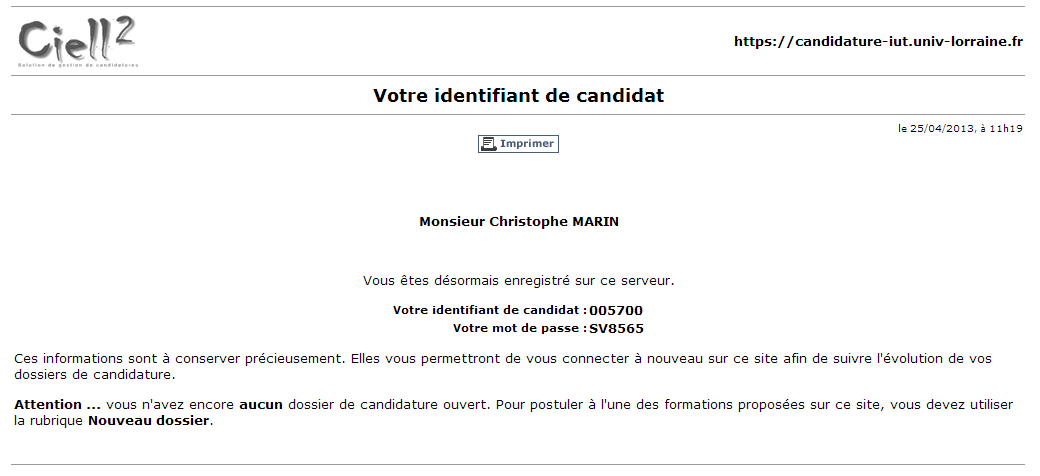 Ciell2
Solution de gestion de candidatures
https://candidature-iut.univ-lorraine.fr
Votre identifiant de candidat
le 25/04/2013, à 11h19
Imprimer
Monsieur Christophe MARIN
Vous êtes désormais enregistré sur ce serveur.
Votre identifiant de candidat : 005700
Votre mot de passe : SV8565
Ces informations sont à conserver précieusement. Elles vous permettront de vous connecter à nouveau sur ce site afin de suivre l'évolution de vos
dossiers de candidature.
Attention ... vous n'avez encore aucun dossier de candidature ouvert. Pour postuler à l'une des formations proposées sur ce site, vous devez utiliser
la rubrique Nouveau dossier.